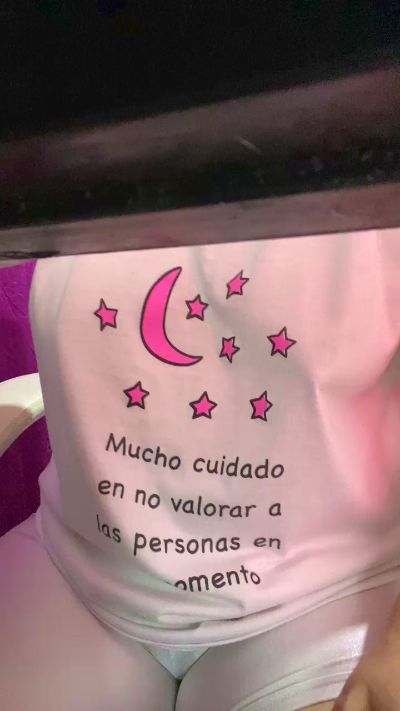 Mucho cuidado
en no valorar a
las personas en